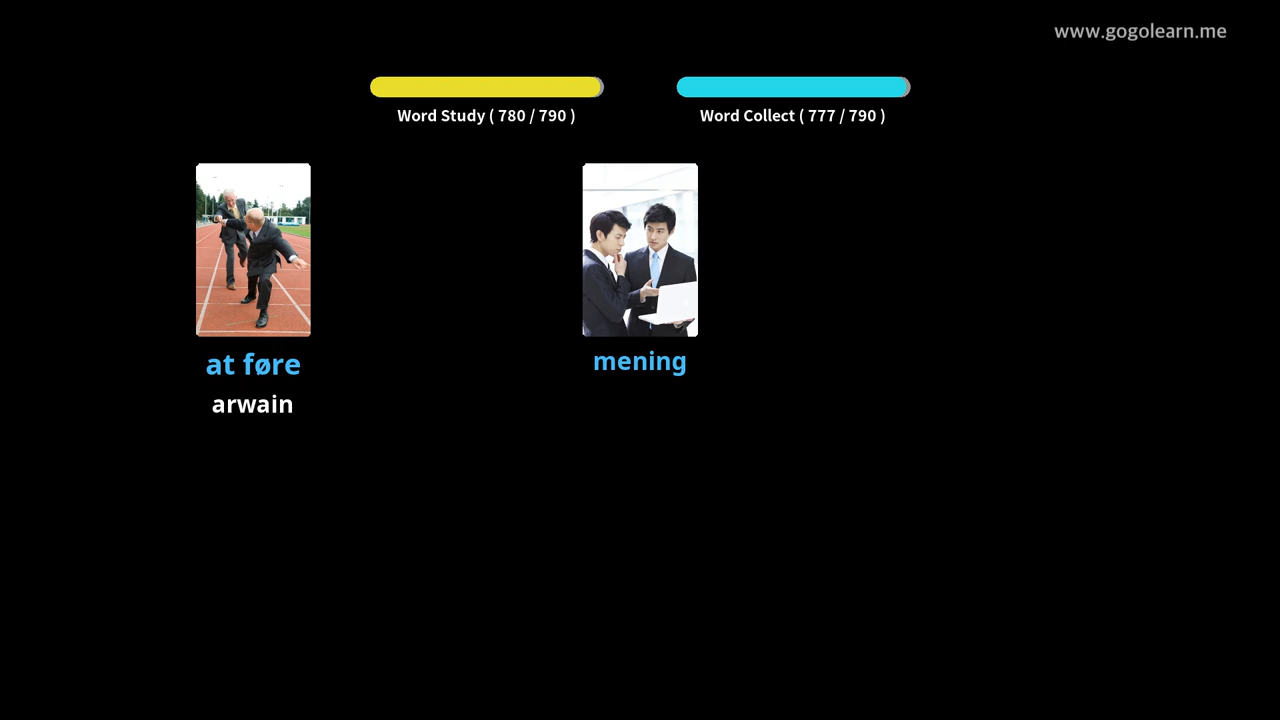 www.gogolearn.me
Word Study ( 780 / 790 )
Word Collect ( 777 / 790 )
at føre
arwain
mening